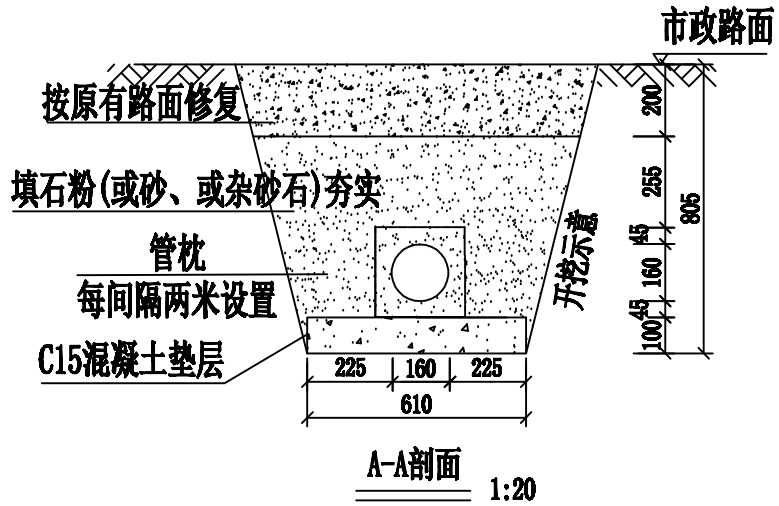 市政路面
按原有路面修复
填石粉(或砂、或杂砂石)夯实
管枕
每间隔两米设置
C15混凝土垫层
开挖示意
200
255
45
160
45
100
805
225
160
225
610
A-A剖面
1:20